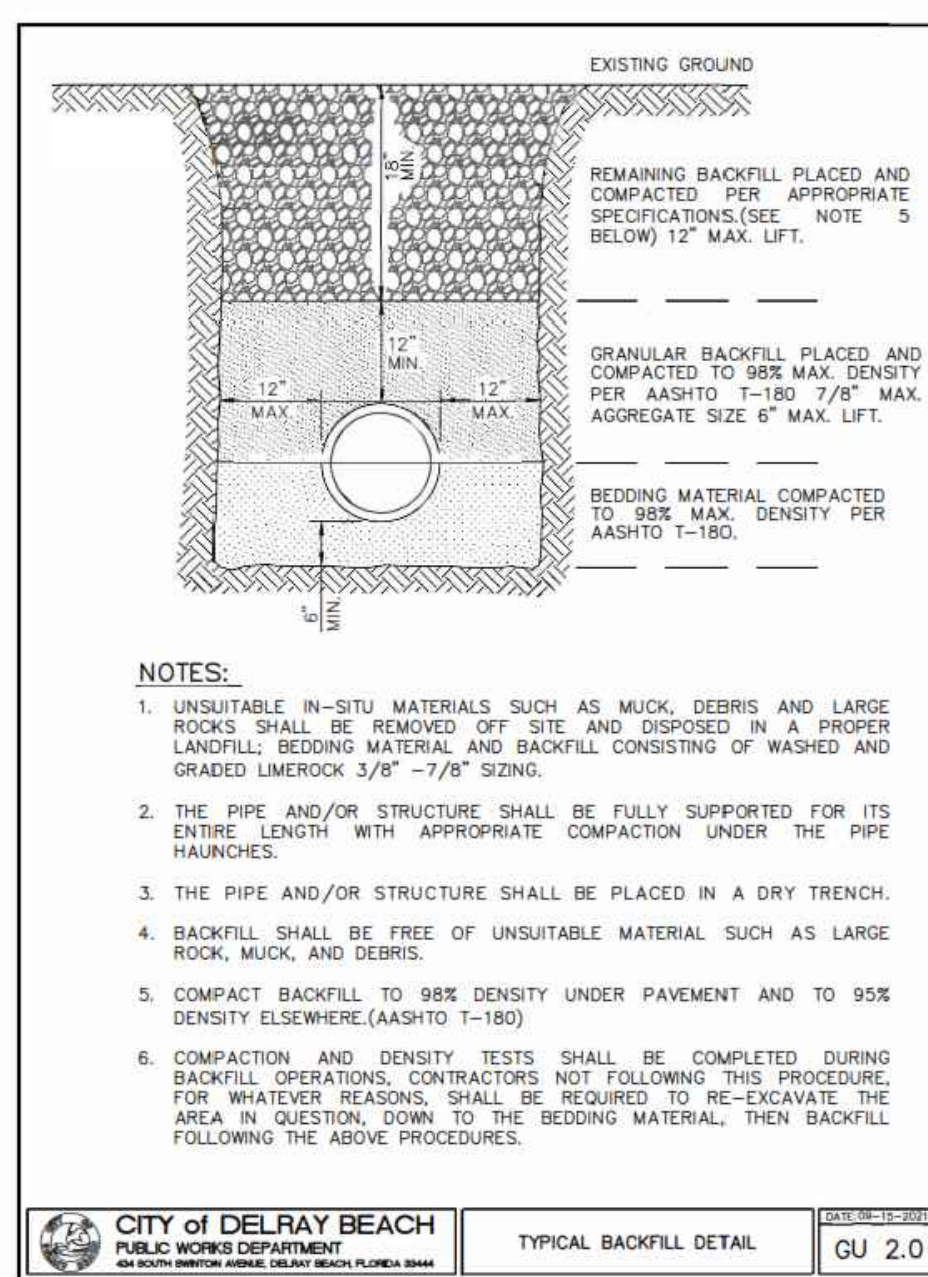 EXISTING GROUND
18"
MIN
REMAINING BACKFILL PLACED AND
COMPACTED PER APPROPRIATE
SPECIFICATIONS.(SEE NOTE 5
BELOW) 12" MAX. LIFT.
12"
MIN.
12"
MAX
12"
MAX.
GRANULAR BACKFILL PLACED AND
COMPACTED TO 98% MAX. DENSITY
PER AASHTO T-180 7/8" MAX.
AGGREGATE SIZE 6" MAX. LIFT.
BEDDING MATERIAL COMPACTED
TO 98% MAX. DENSITY PER
AASHTO T-180.
6"
MIN.
NOTES:
1. UNSUITABLE IN-SITU MATERIALS SUCH AS MUCK, DEBRIS AND LARGE
ROCKS SHALL BE REMOVED OFF SITE AND DISPOSED IN A PROPER
LANDFILL; BEDDING MATERIAL AND BACKFILL CONSISTING OF WASHED AND
GRADED LIMEROCK 3/8" -7/8" SIZING.
2. THE PIPE AND/OR STRUCTURE SHALL BE FULLY SUPPORTED FOR ITS
ENTIRE LENGTH WITH APPROPRIATE COMPACTION UNDER THE PIPE
HAUNCHES.
3. THE PIPE AND/OR STRUCTURE SHALL BE PLACED IN A DRY TRENCH.
4. BACKFILL SHALL BE FREE OF UNSUITABLE MATERIAL SUCH AS LARGE
ROCK, MUCK, AND DEBRIS.
5. COMPACT BACKFILL TO 98% DENSITY UNDER PAVEMENT AND TO 95%
DENSITY ELSEWHERE.(AASHTO T-180)
6. COMPACTION AND DENSITY TESTS SHALL BE COMPLETED DURING
BACKFILL OPERATIONS, CONTRACTORS NOT FOLLOWING THIS PROCEDURE,
FOR WHATEVER REASONS, SHALL BE REQUIRED TO RE-EXCAVATE THE
AREA IN QUESTION, DOWN TO THE BEDDING MATERIAL, THEN BACKFILL
FOLLOWING THE ABOVE PROCEDURES.
CITY of DELRAY BEACH
PUBLIC WORKS DEPARTMENT
434 SOUTH SWINTON AVENUE, DELRAY BEACH, FLORIDA 33444
TYPICAL BACKFILL DETAIL
DATE: 09-15-2021
GU 2.0